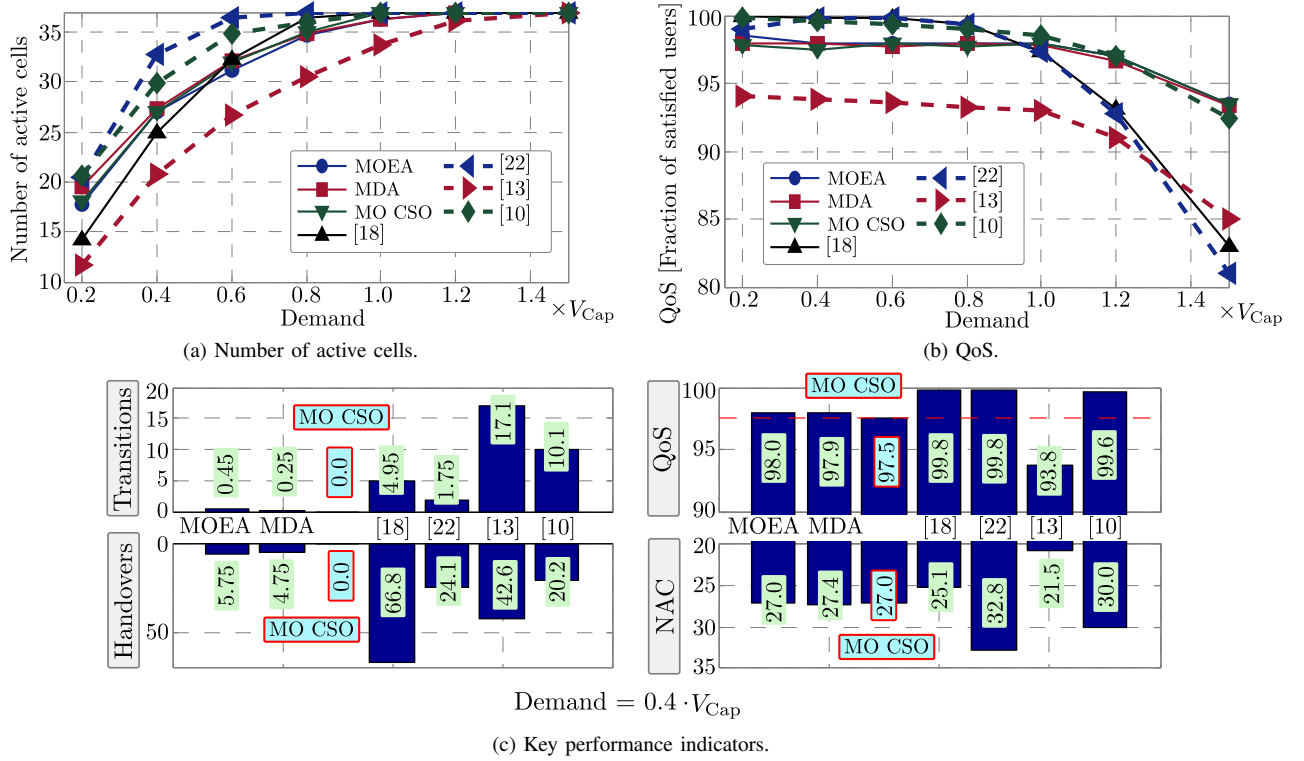 Number of active cells
35
30
25
20
15
10
0.2 0.4 0.6 0.8 1.0 1.2 1.4
Demand
×V_Cap
MOEA
MDA
MO CSO
[18]
[22]
[13]
[10]
(a) Number of active cells.
QoS [Fraction of satisfied users]
100
95
90
85
80
0.2 0.4 0.6 0.8 1.0 1.2 1.4
Demand
×V_Cap
MOEA
MDA
MO CSO
[18]
[22]
[13]
[10]
(b) QoS.
Transitions
20
15
10
5
0
MO CSO
0.45 0.25 0.0 4.95 1.75 17.1 10.1
MOEA MDA [18] [22] [13] [10]
Handovers
0
50
5.75 4.75 0.0 66.8 24.1 42.6 20.2
MO CSO
QoS
100
95
90
MO CSO
98.0 97.9 97.5 99.8 99.8 93.8 99.6
MOEA MDA [18] [22] [13] [10]
NAC
20
25
30
35
27.0 27.4 27.0 25.1 32.8 21.5 30.0
MO CSO
Demand = 0.4 · V_Cap
(c) Key performance indicators.